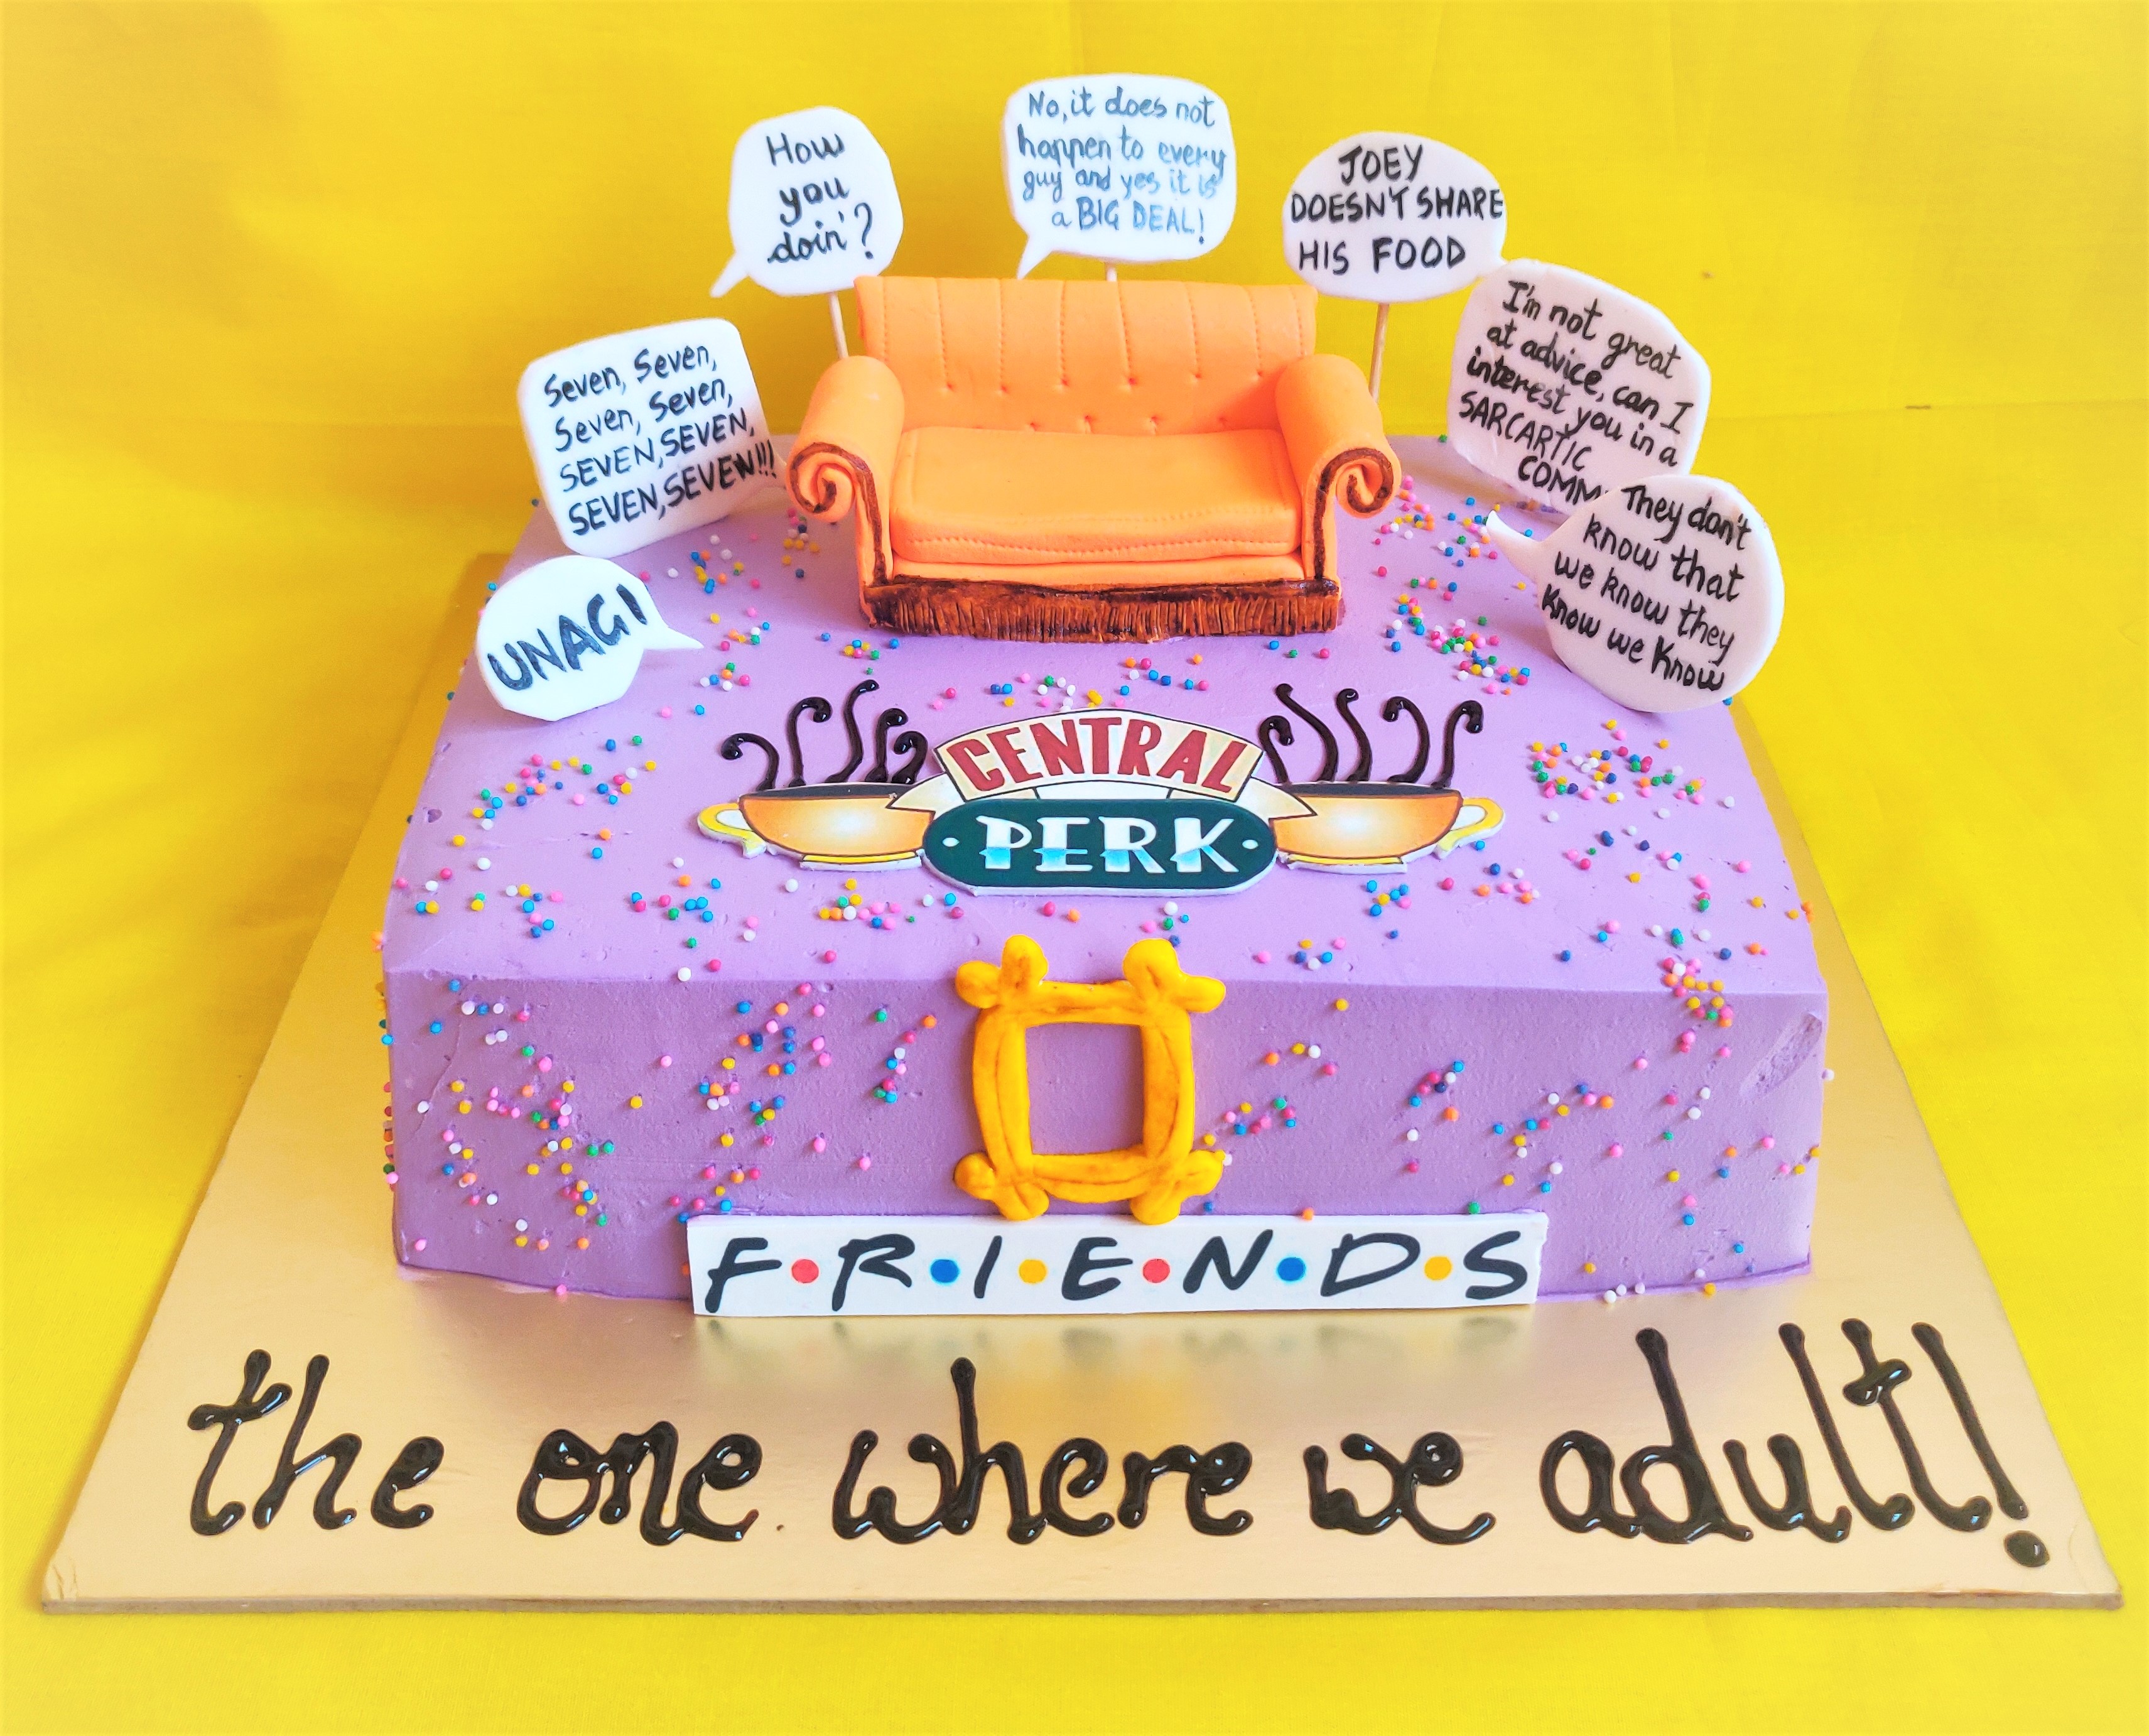 How
you
doin'?
No, it does not
happen to every
guy and yes it is
a BIG DEAL!
JOEY
DOESN'T SHARE
HIS FOOD
Seven, Seven,
Seven, Seven,
SEVEN, SEVEN,
SEVEN, SEVEN!!!
I'm not great
at advice, can I
interest you in a
SARCARTIC
COMM
They don't
know that
we know they
Know we Know
UNAGI
CENTRAL
PERK
F•R•I•E•N•D•S
the one where we adult!